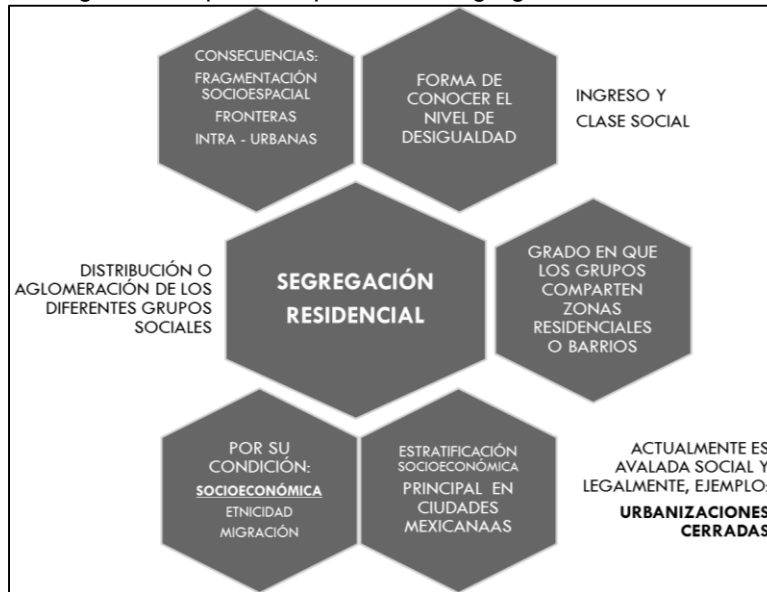 CONSECUENCIAS:
FRAGMENTACIÓN
SOCIOESPACIAL
FRONTERAS
INTRA - URBANAS
FORMA DE
CONOCER EL
NIVEL DE
DESIGUALDAD
INGRESO Y
CLASE SOCIAL
DISTRIBUCIÓN O
AGLOMERACIÓN DE LOS
DIFERENTES GRUPOS
SOCIALES
SEGREGACIÓN
RESIDENCIAL
GRADO EN QUE
LOS GRUPOS
COMPARTEN
ZONAS
RESIDENCIALES
O BARRIOS
POR SU
CONDICIÓN:
SOCIOECONÓMICA
ETNICIDAD
MIGRACIÓN
ESTRATIFICACIÓN
SOCIOECONÓMICA
PRINCIPAL EN
CIUDADES
MEXICANAAS
ACTUALMENTE ES
AVALADA SOCIAL Y
LEGALMENTE, EJEMPLO:
URBANIZACIONES
CERRADAS